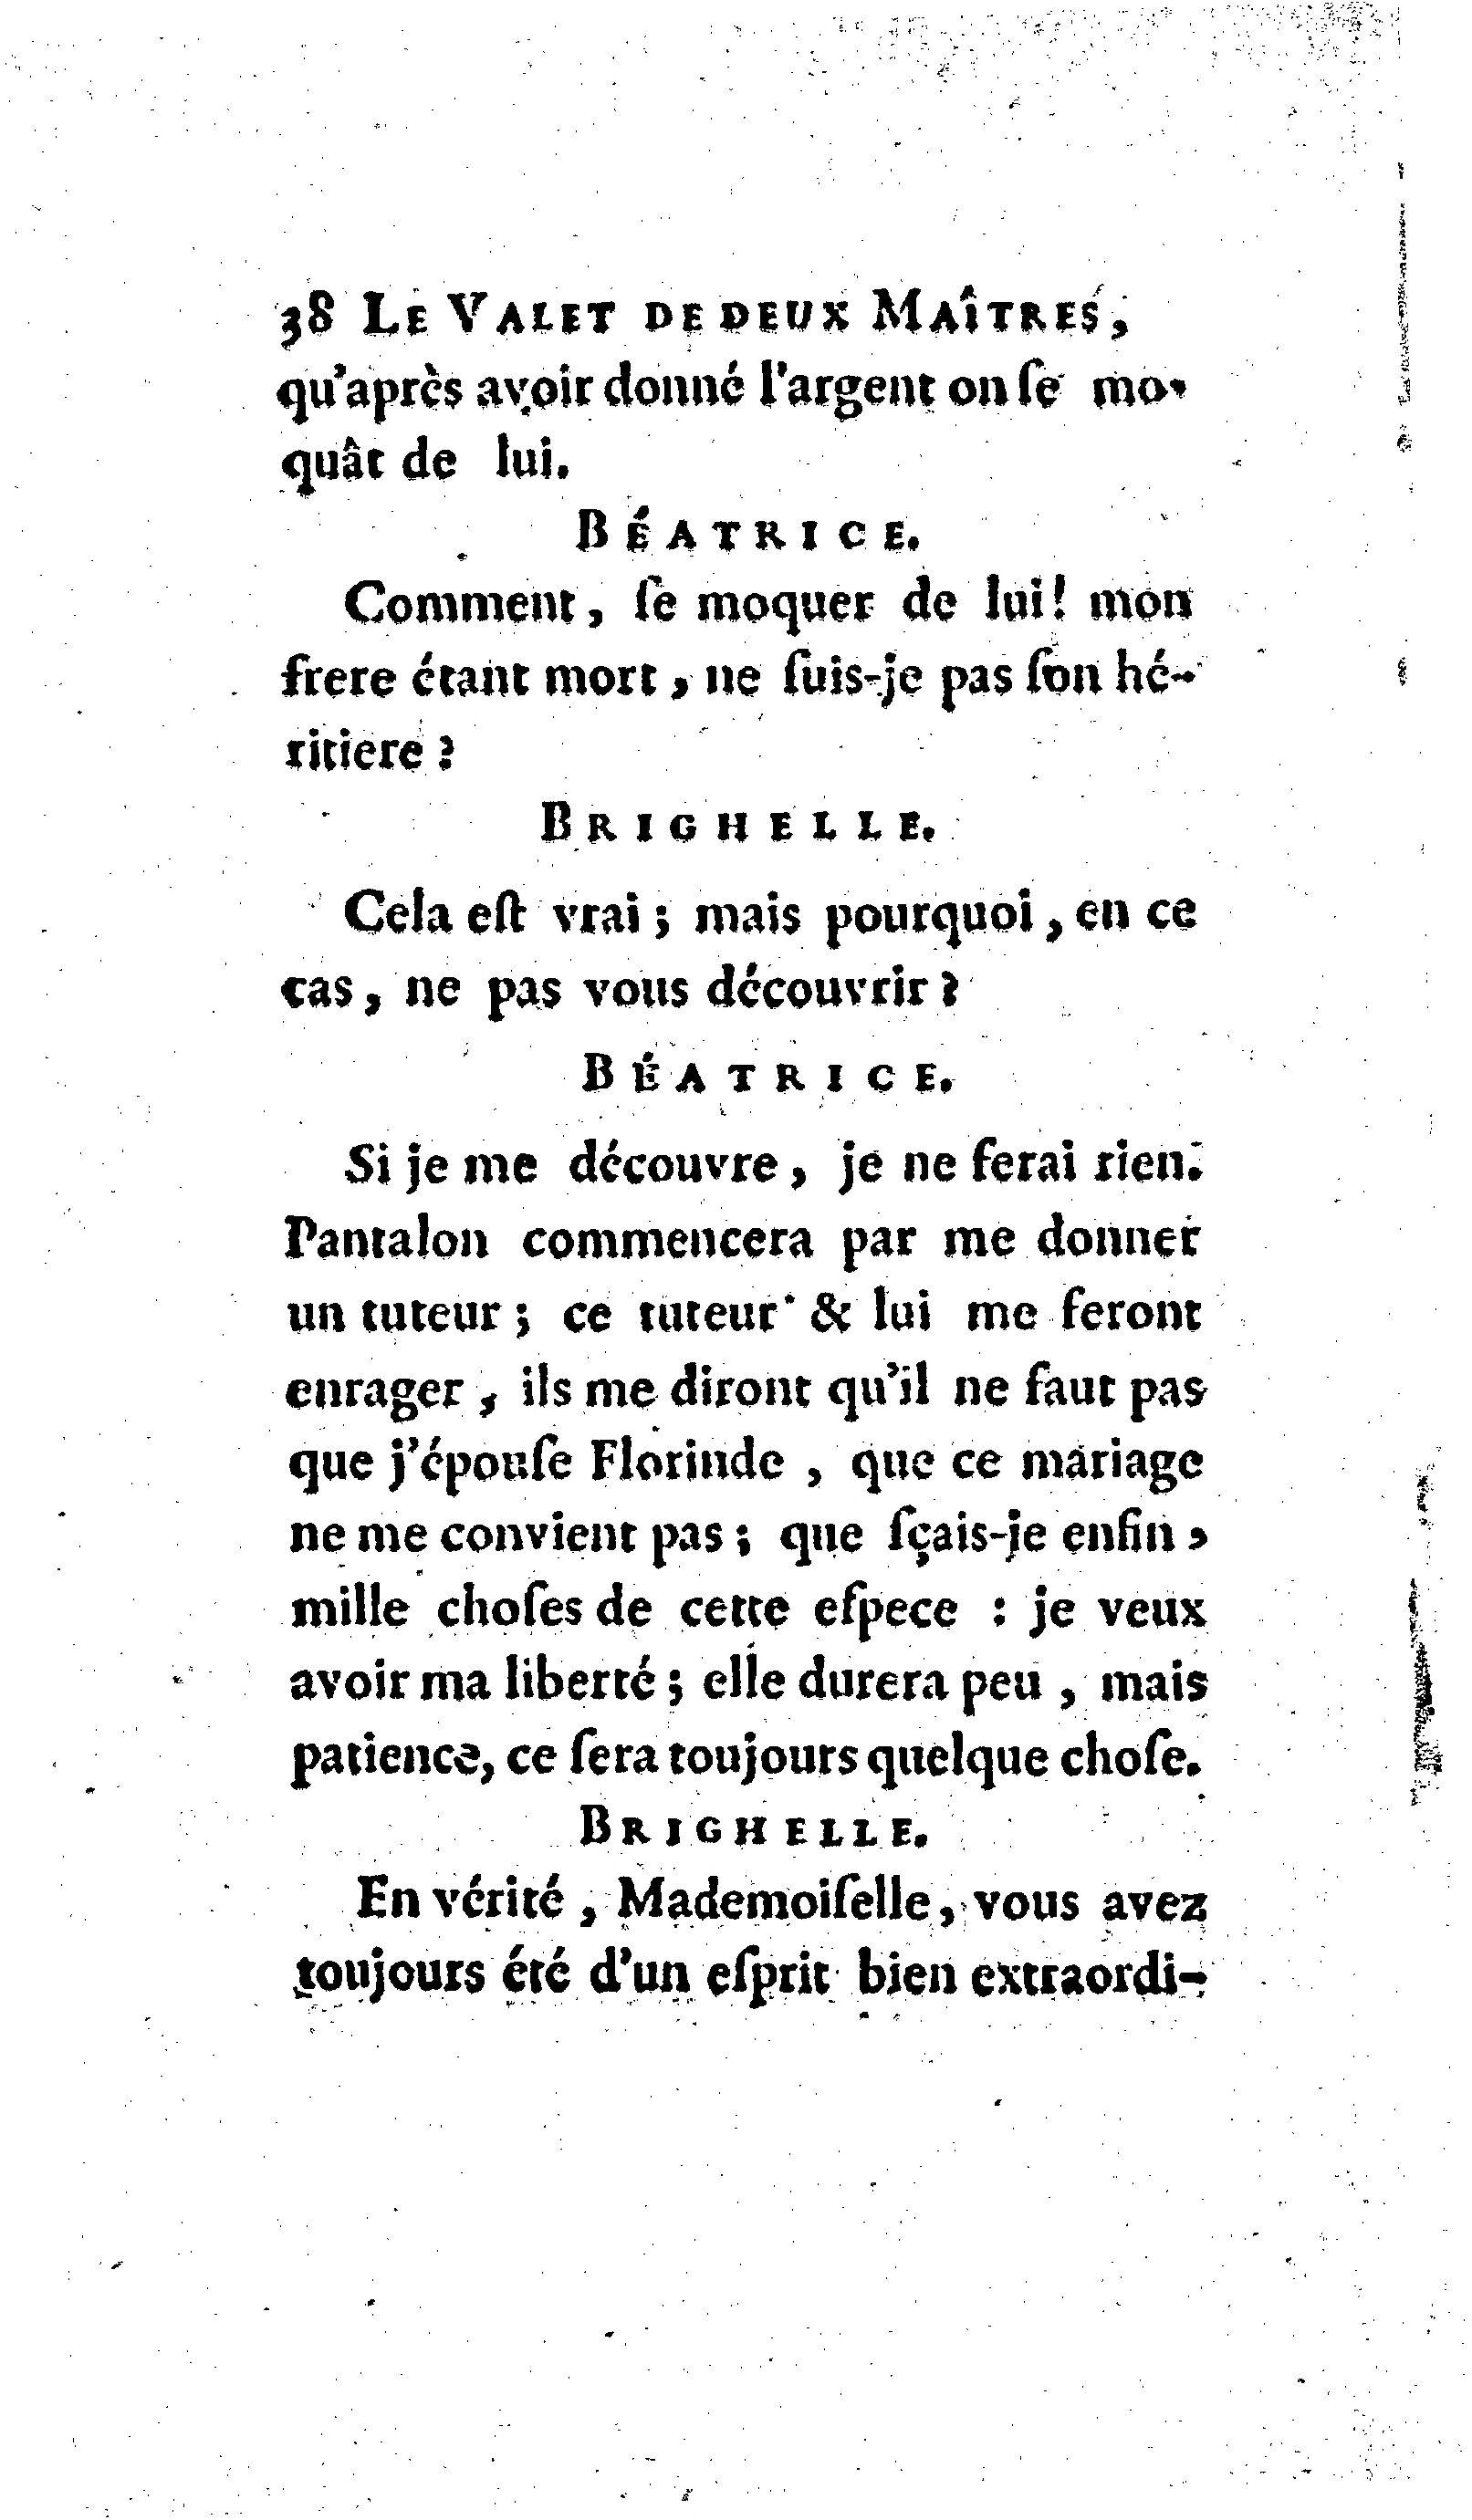 38 LE VALET DE DEUX MAÎTRES,
qu'après avoir donné l'argent on ſe mo-
quât de lui.
BÉATRICE.
Comment, ſe moquer de lui! mon
frere étant mort, ne ſuis-je pas ſon hé-
ritiere?
BRIGHELLE.
Cela eſt vrai; mais pourquoi, en ce
cas, ne pas vous découvrir?
BÉATRICE.
Si je me découvre, je ne ferai rien.
Pantalon commencera par me donner
un tuteur; ce tuteur & lui me feront
enrager, ils me diront qu'il ne faut pas
que j'épouſe Florinde, que ce mariage
ne me convient pas; que ſçais-je enfin,
mille choſes de cette eſpece : je veux
avoir ma liberté; elle durera peu, mais
patience, ce ſera toujours quelque choſe.
BRIGHELLE.
En vérité, Mademoiſelle, vous avez
toujours été d'un eſprit bien extraordi-